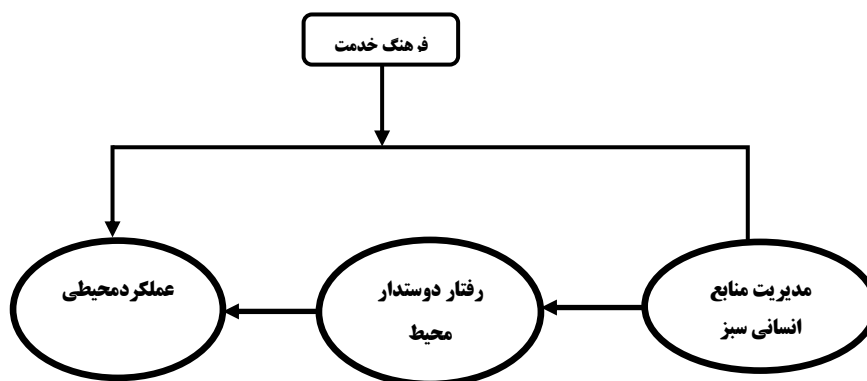 فرهنگ خدمت
مدیریت منابع
انسانی سبز
رفتار دوستدار
محیط
عملکردمحیطی